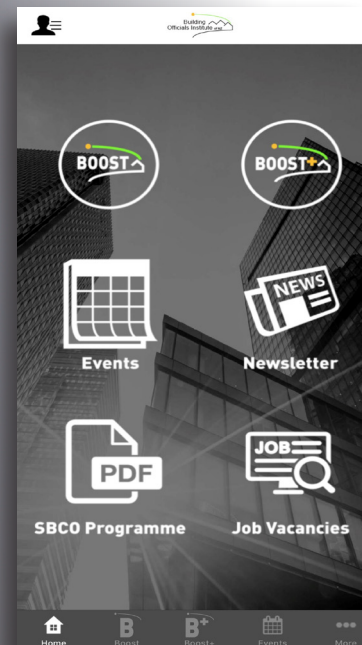 Building
Officials Institute
BOOST
BOOST+
Events
NEWS
Newsletter
PDF
SBCO Programme
JOB
Job Vacancies
B
B+
Home
Boost
Boost+
Events
More